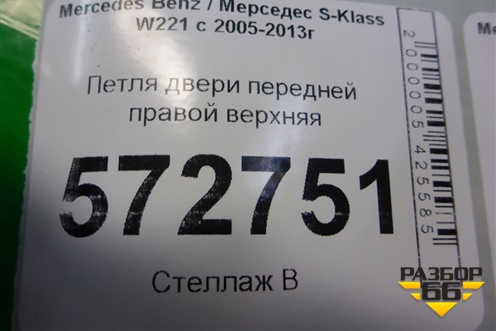 Mercedes Benz / Мерседес S-Klass
W221 с 2005-2013г
Петля двери передней
правой верхняя
572751
Стеллаж В
2000005425585
РАЗБОР
66